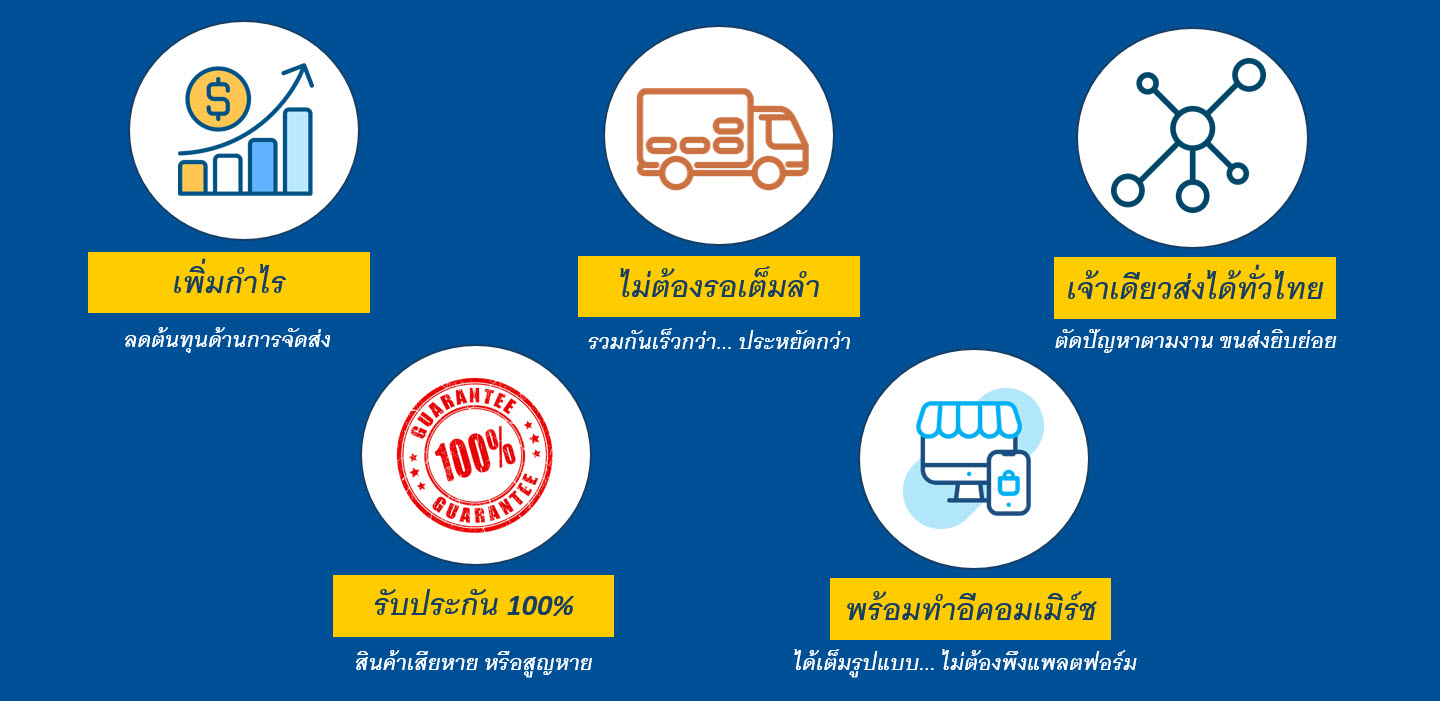 $
เพิ่มกำไร
ลดต้นทุนด้านการจัดส่ง
ไม่ต้องรอเต็มลำ
รวมกันเร็วกว่า... ประหยัดกว่า
เจ้าเดียวส่งได้ทั่วไทย
ตัดปัญหาตามงาน ขนส่งยิบย่อย
GUARANTEE
100%
GUARANTEE
รับประกัน 100%
สินค้าเสียหาย หรือสูญหาย
พร้อมทำอีคอมเมิร์ช
ได้เต็มรูปแบบ... ไม่ต้องพึงแพลตฟอร์ม